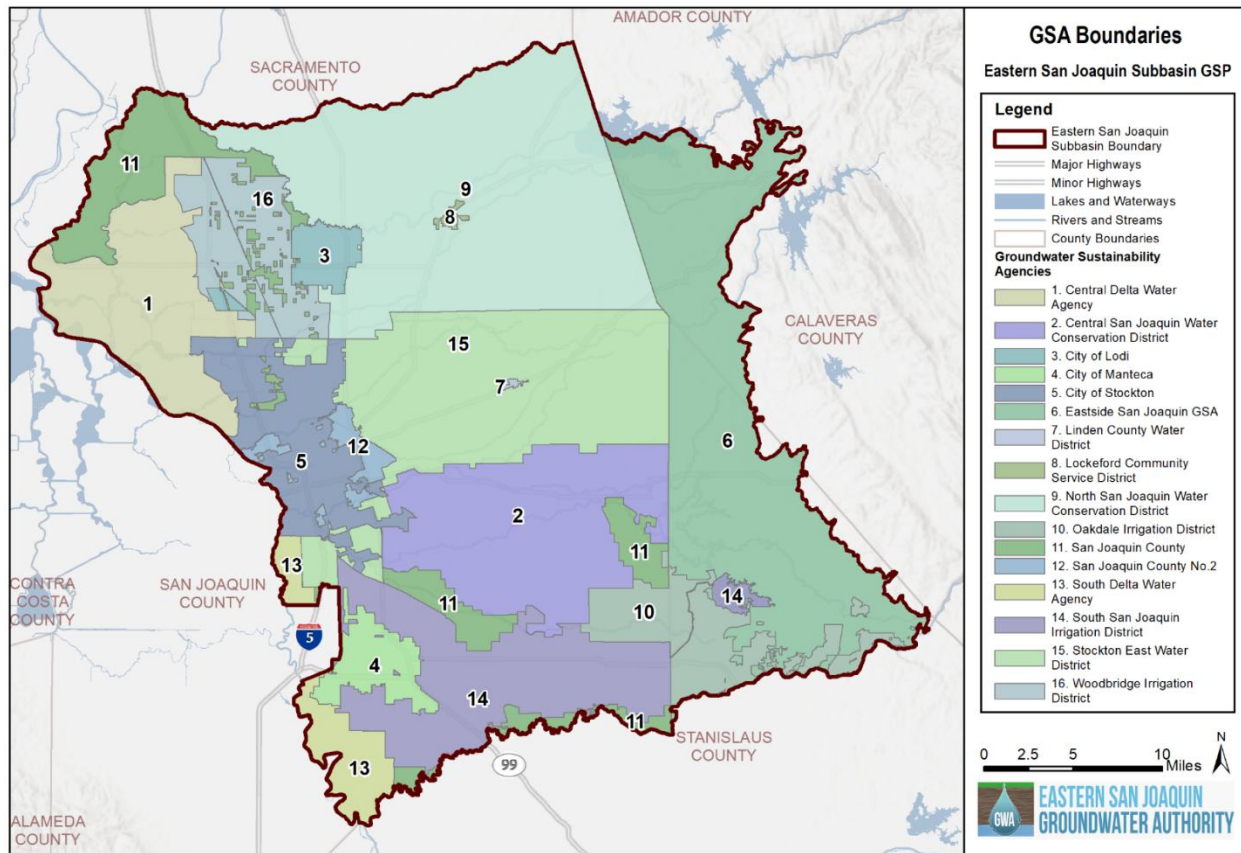 AMADOR COUNTY
SACRAMENTO
COUNTY
11
16
9
8
3
1
15
7
CALAVERAS
COUNTY
6
12
5
2
11
13
CONTRA
COSTA
COUNTY
SAN JOAQUIN
COUNTY
11
10
14
5
4
14
11
STANISLAUS
COUNTY
13
99
ALAMEDA
COUNTY
GSA Boundaries
Eastern San Joaquin Subbasin GSP
Legend
Eastern San Joaquin
Subbasin Boundary
Major Highways
Minor Highways
Lakes and Waterways
Rivers and Streams
County Boundaries
Groundwater Sustainability
Agencies
1. Central Delta Water
Agency
2. Central San Joaquin Water
Conservation District
3. City of Lodi
4. City of Manteca
5. City of Stockton
6. Eastside San Joaquin GSA
7. Linden County Water
District
8. Lockeford Community
Service District
9. North San Joaquin Water
Conservation District
10. Oakdale Irrigation District
11. San Joaquin County
12. San Joaquin County No.2
13. South Delta Water
Agency
14. South San Joaquin
Irrigation District
15. Stockton East Water
District
16. Woodbridge Irrigation
District
N
0 2.5 5 10
Miles
GWA
EASTERN SAN JOAQUIN
GROUNDWATER AUTHORITY